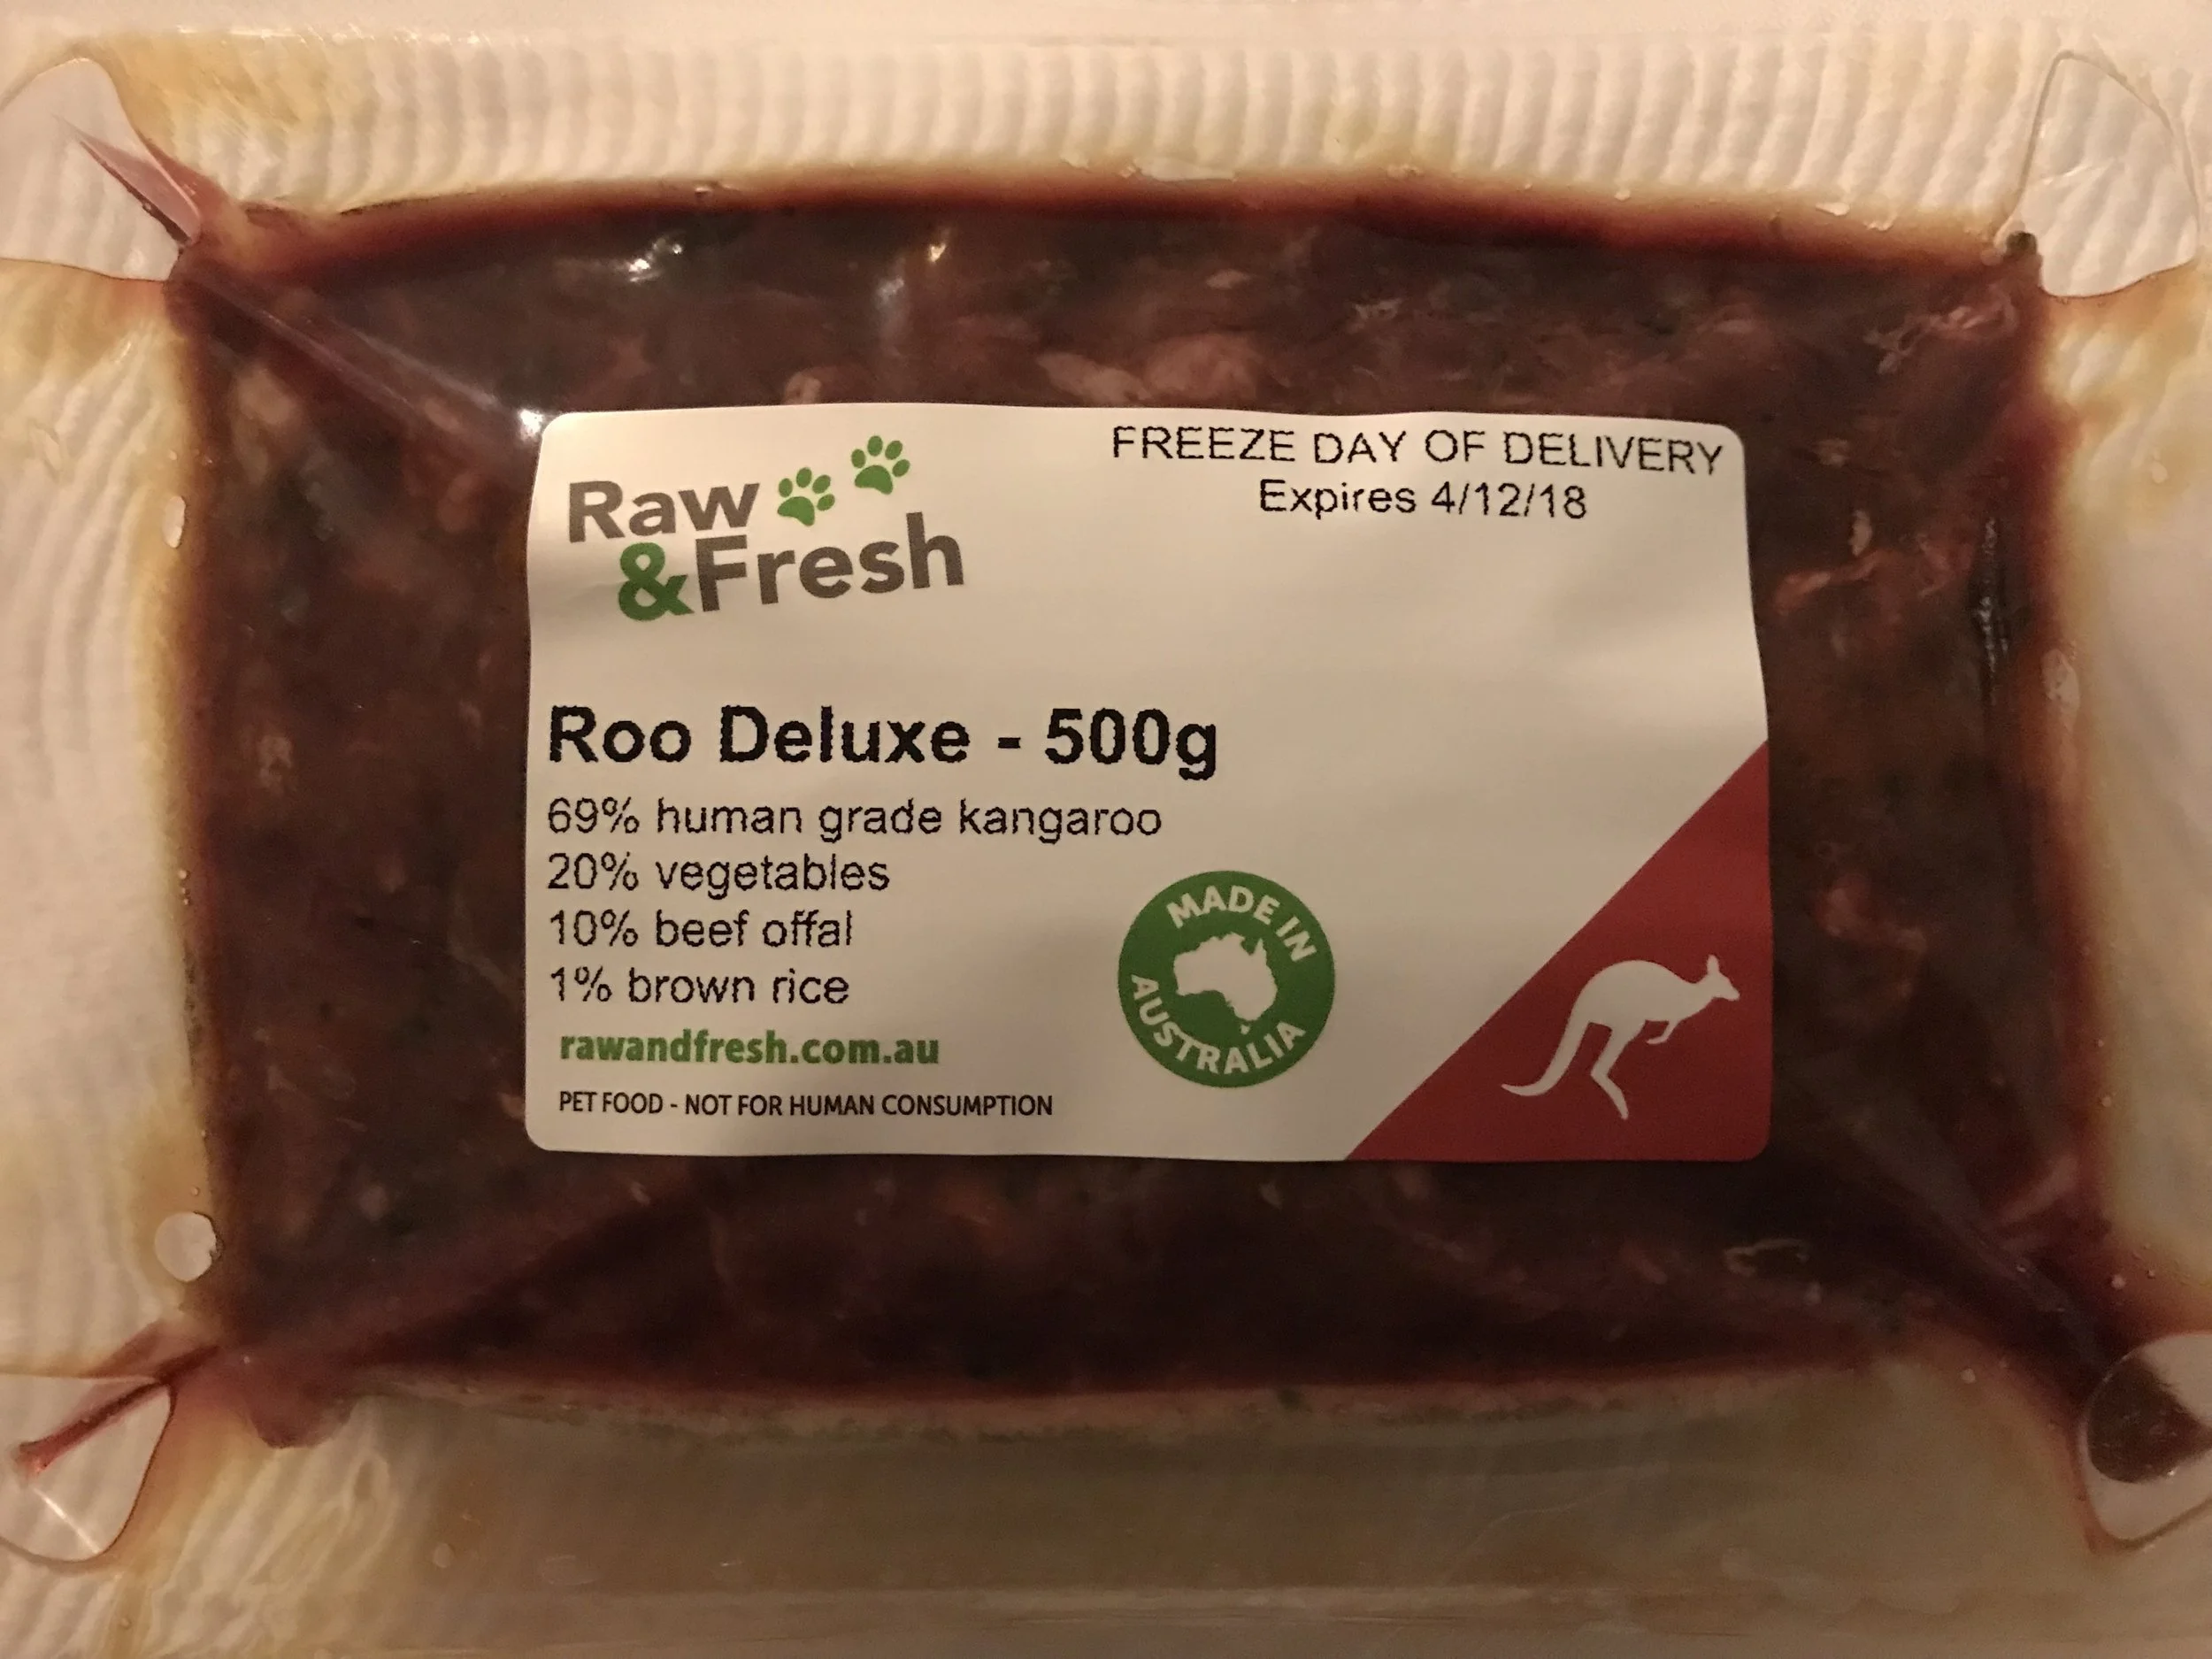 Raw
&Fresh
FREEZE DAY OF DELIVERY
Expires 4/12/18
Roo Deluxe - 500g
69% human grade kangaroo
20% vegetables
10% beef offal
1% brown rice
rawandfresh.com.au
PET FOOD - NOT FOR HUMAN CONSUMPTION
MADE IN
AUSTRALIA